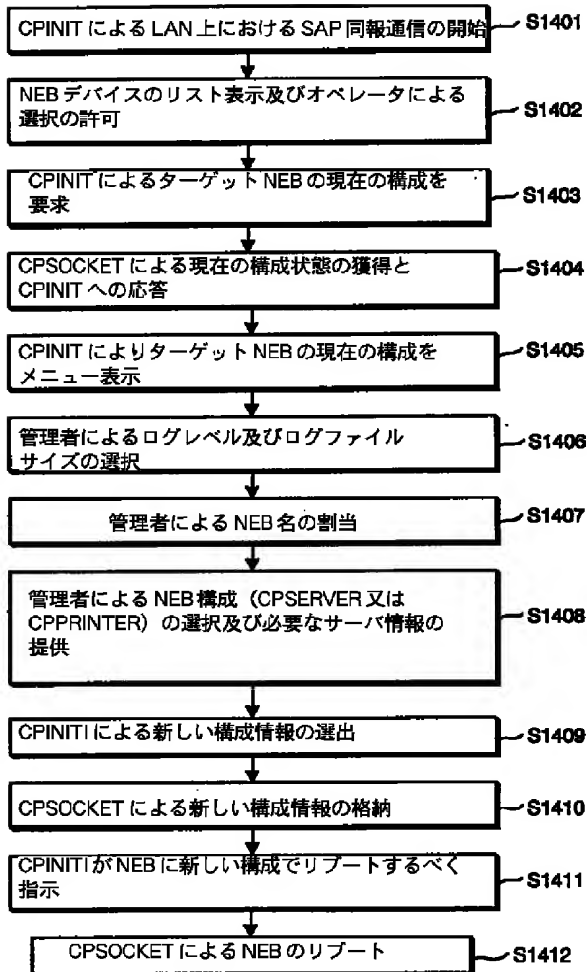 CPINIT による LAN 上における SAP 同報通信の開始
S1401
NEB デバイスのリスト表示及びオペレータによる
選択の許可
S1402
CPINIT によるターゲット NEB の現在の構成を
要求
S1403
CPSOCKET による現在の構成状態の獲得と
CPINIT への応答
S1404
CPINIT によりターゲット NEB の現在の構成を
メニュー表示
S1405
管理者によるログレベル及びログファイル
サイズの選択
S1406
管理者による NEB 名の割当
S1407
管理者による NEB 構成（CPSERVER 又は
CPPRINTER）の選択及び必要なサーバ情報の
提供
S1408
CPINITI による新しい構成情報の選出
S1409
CPSOCKET による新しい構成情報の格納
S1410
CPINITI が NEB に新しい構成でリブートするべく
指示
S1411
CPSOCKET による NEB のリブート
S1412